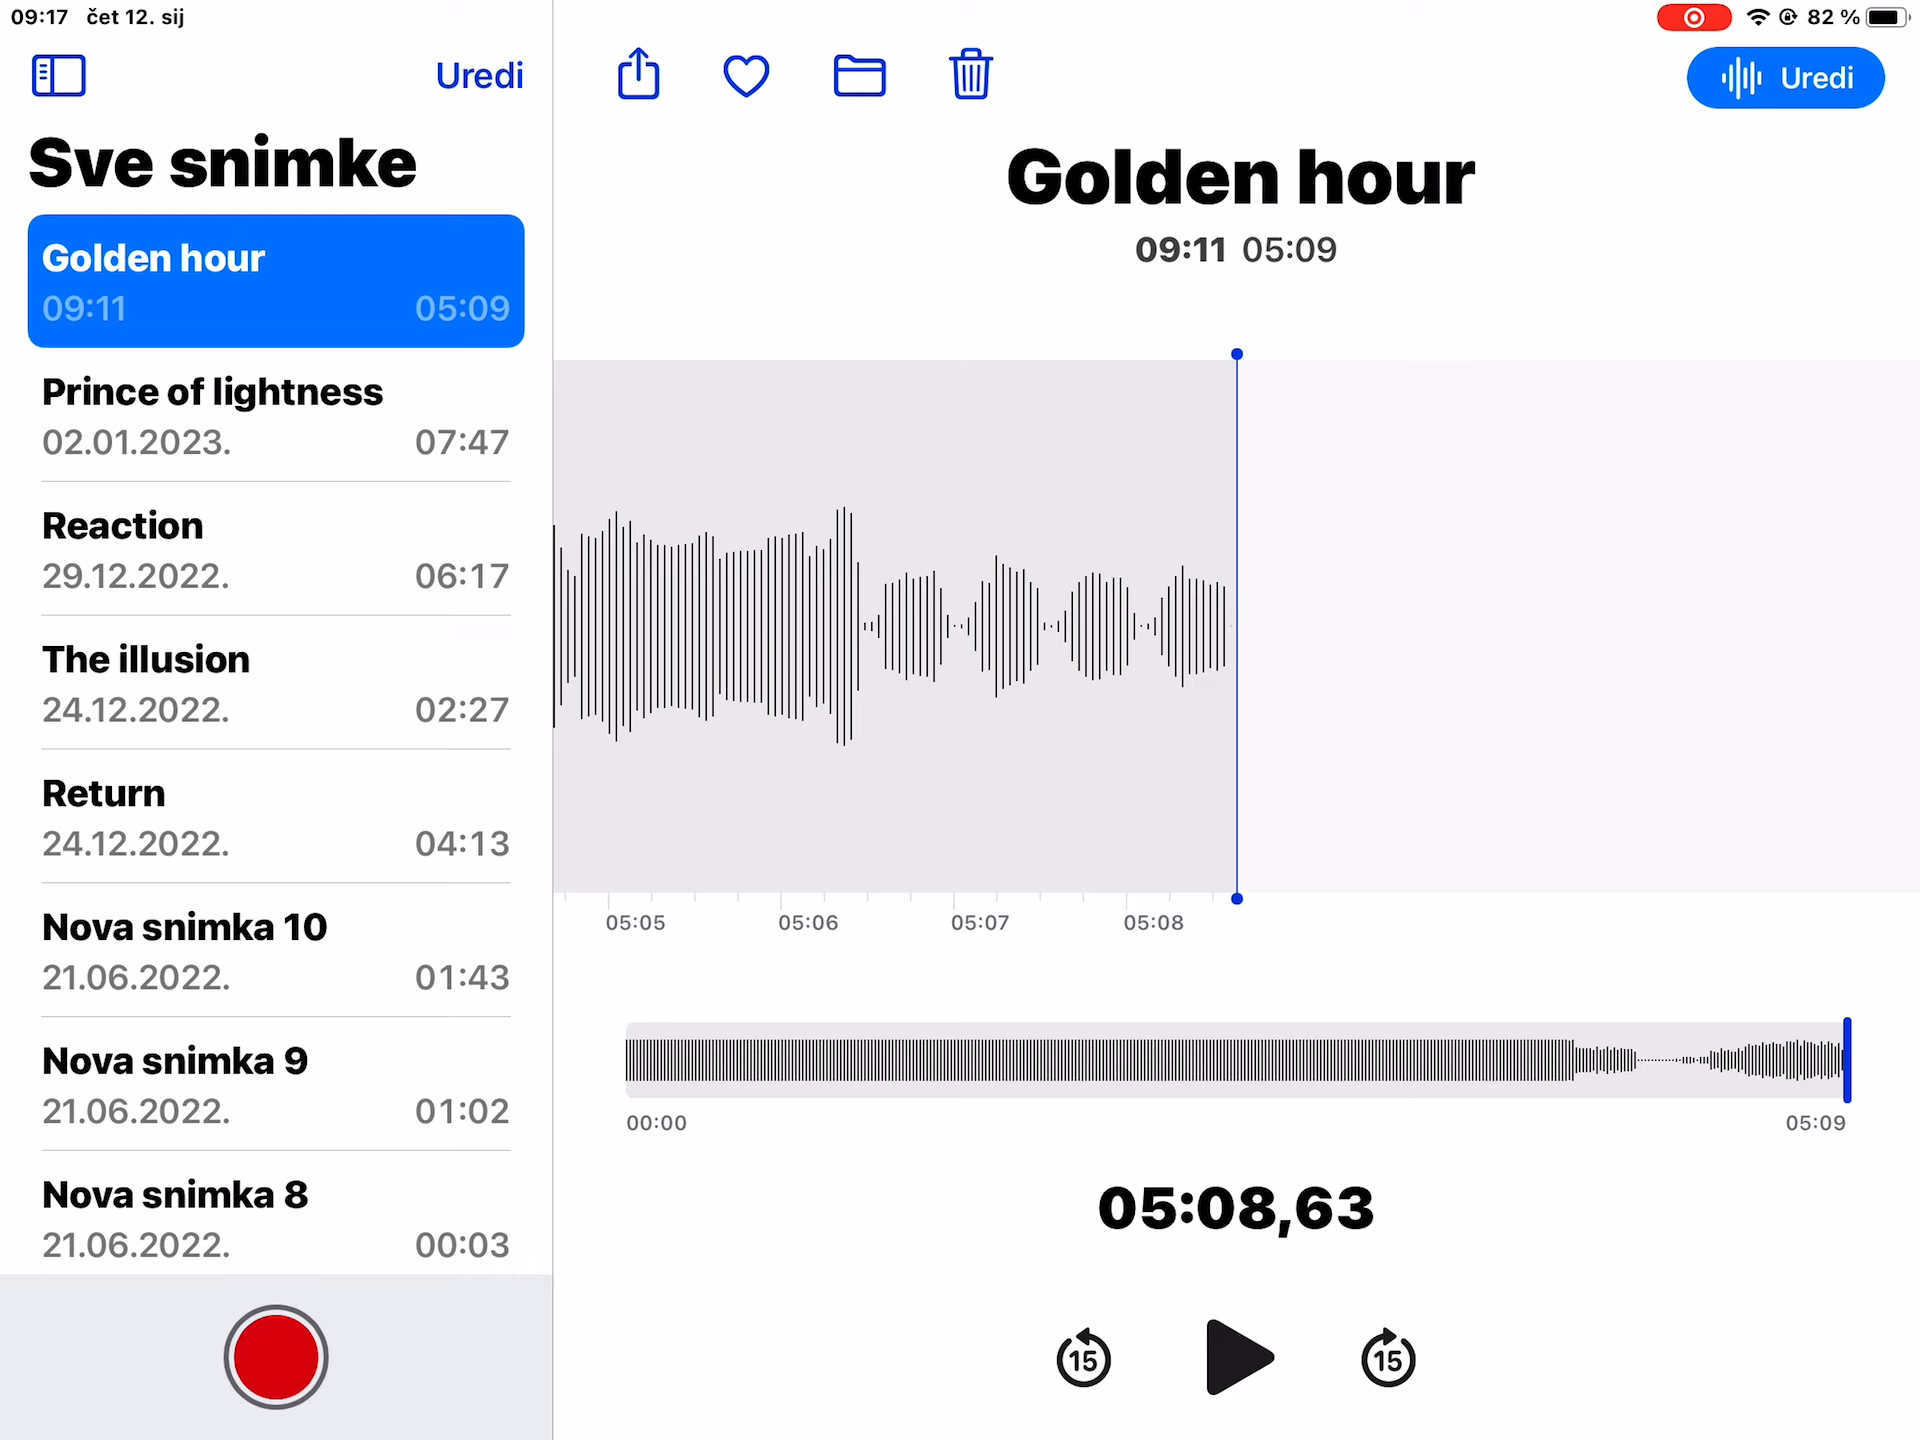 09:17 čet 12. sij
82 %
Uredi
Uredi
Sve snimke
Golden hour
09:11 05:09
Prince of lightness
02.01.2023. 07:47
Reaction
29.12.2022. 06:17
The illusion
24.12.2022. 02:27
Return
24.12.2022. 04:13
Nova snimka 10
21.06.2022. 01:43
Nova snimka 9
21.06.2022. 01:02
Nova snimka 8
21.06.2022. 00:03
Golden hour
09:11 05:09
05:05 05:06 05:07 05:08
00:00 05:09
05:08,63
15 15